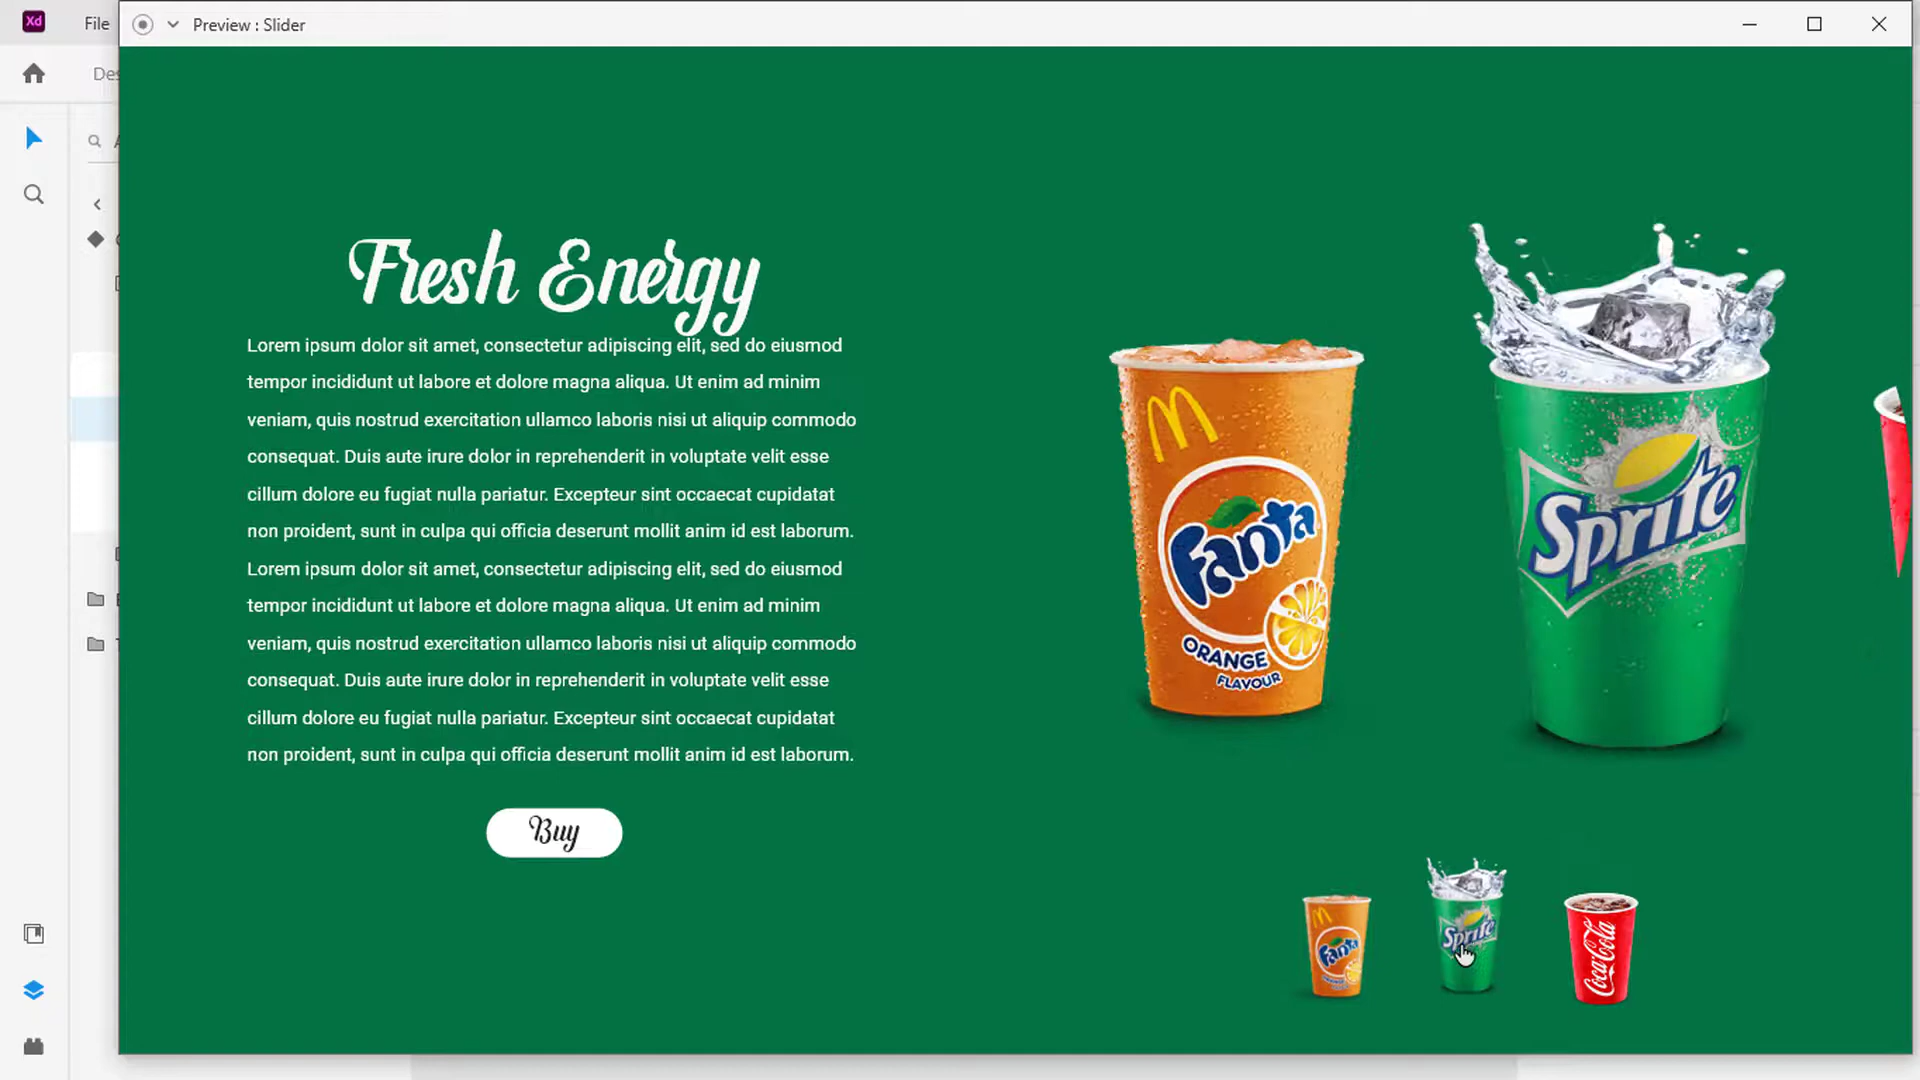 Xd
File
Preview : Slider
Des
Fresh Energy
Lorem ipsum dolor sit amet, consectetur adipiscing elit, sed do eiusmod
tempor incididunt ut labore et dolore magna aliqua. Ut enim ad minim
veniam, quis nostrud exercitation ullamco laboris nisi ut aliquip commodo
consequat. Duis aute irure dolor in reprehenderit in voluptate velit esse
cillum dolore eu fugiat nulla pariatur. Excepteur sint occaecat cupidatat
non proident, sunt in culpa qui officia deserunt mollit anim id est laborum.
Lorem ipsum dolor sit amet, consectetur adipiscing elit, sed do eiusmod
tempor incididunt ut labore et dolore magna aliqua. Ut enim ad minim
veniam, quis nostrud exercitation ullamco laboris nisi ut aliquip commodo
consequat. Duis aute irure dolor in reprehenderit in voluptate velit esse
cillum dolore eu fugiat nulla pariatur. Excepteur sint occaecat cupidatat
non proident, sunt in culpa qui officia deserunt mollit anim id est laborum.
Buy
M
Fanta
ORANGE
FLAVOUR
Sprite
M
Fanta
Sprite
Coca-Cola